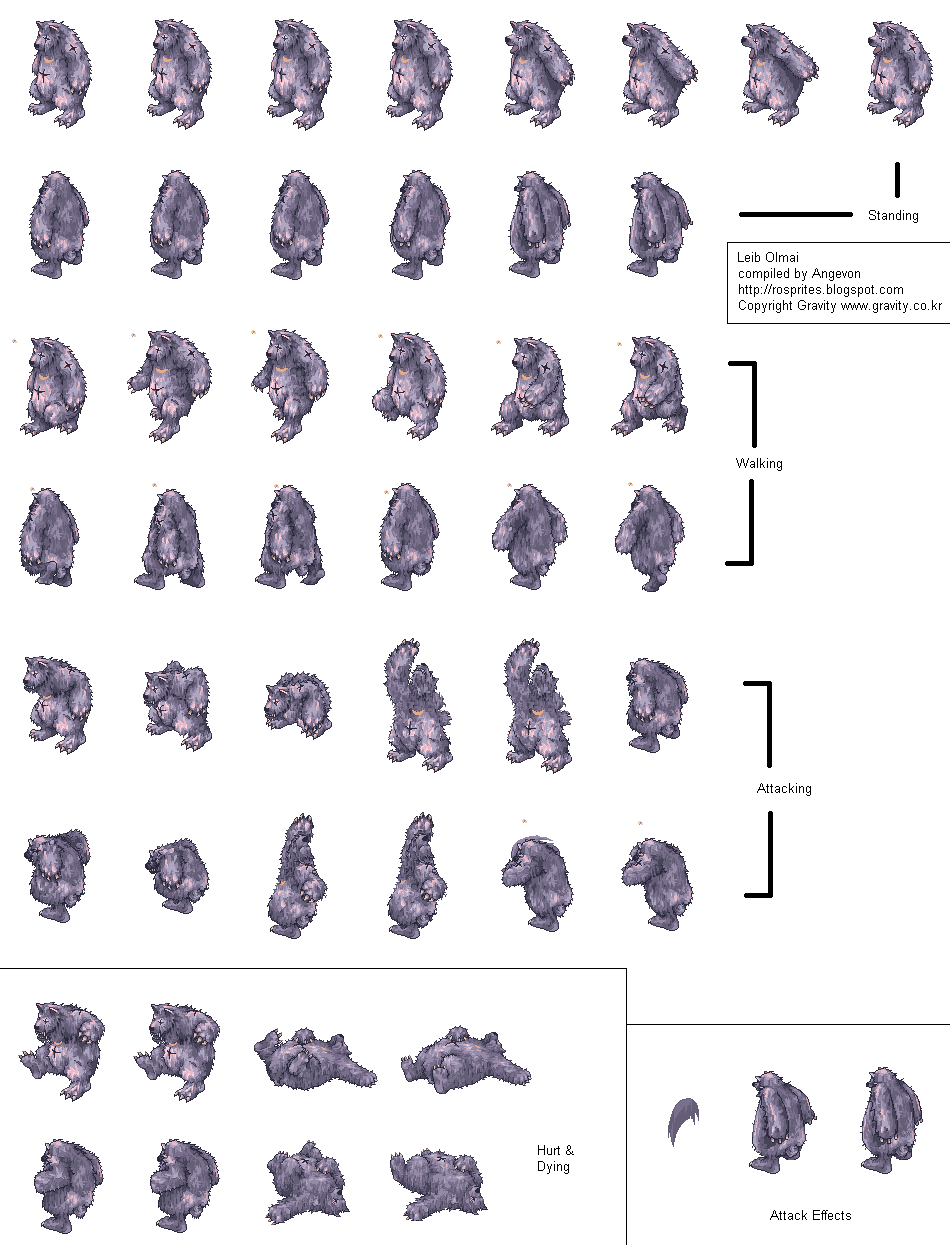 Standing
Leib Olmai
compiled by Angevon
http://rosprites.blogspot.com
Copyright Gravity www.gravity.co.kr
Walking
Attacking
Hurt &
Dying
Attack Effects